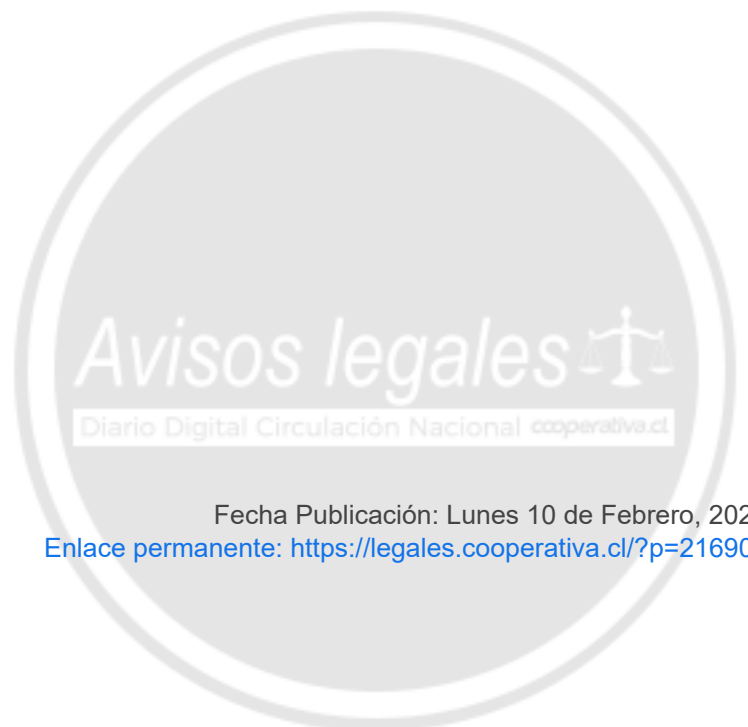 Avisos legales
Diario Digital Circulación Nacional cooperativa.cl
Fecha Publicación: Lunes 10 de Febrero, 202
Enlace permanente: https://legales.cooperativa.cl/?p=21690